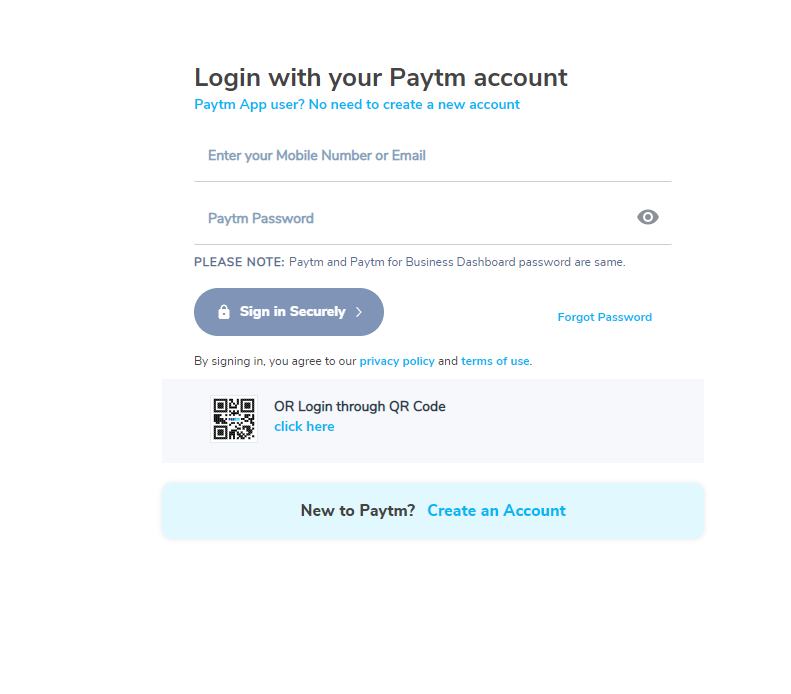 Login with your Paytm account
Paytm App user? No need to create a new account
Enter your Mobile Number or Email
Paytm Password
PLEASE NOTE: Paytm and Paytm for Business Dashboard password are same.
Sign in Securely
Forgot Password
By signing in, you agree to our privacy policy and terms of use.
OR Login through QR Code
click here
New to Paytm? Create an Account